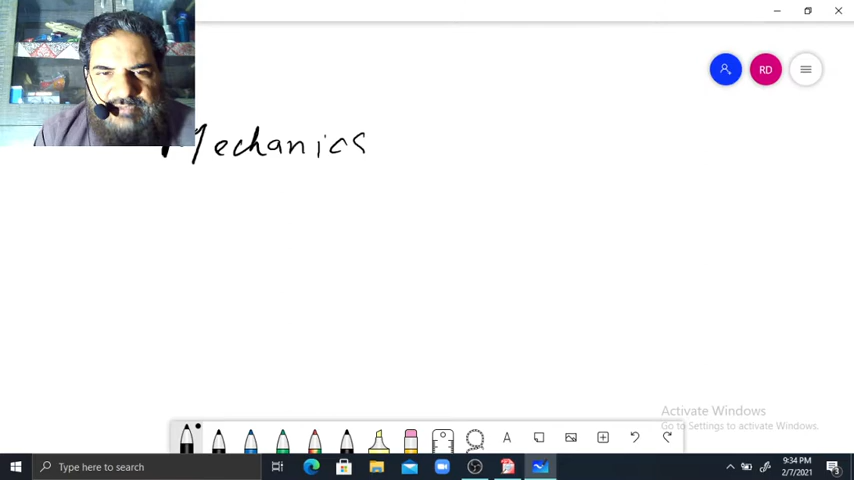 RD
Mechanics
Activate Windows
Go to Settings to activate Windows.
A
Type here to search
9:34 PM
2/7/2021
3